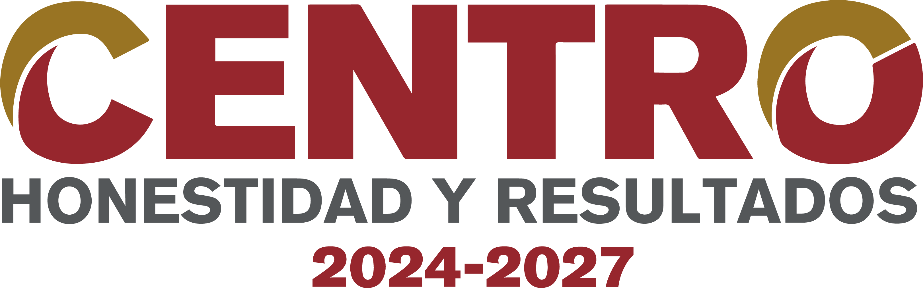 CENTRO
HONESTIDAD Y RESULTADOS
2024-2027